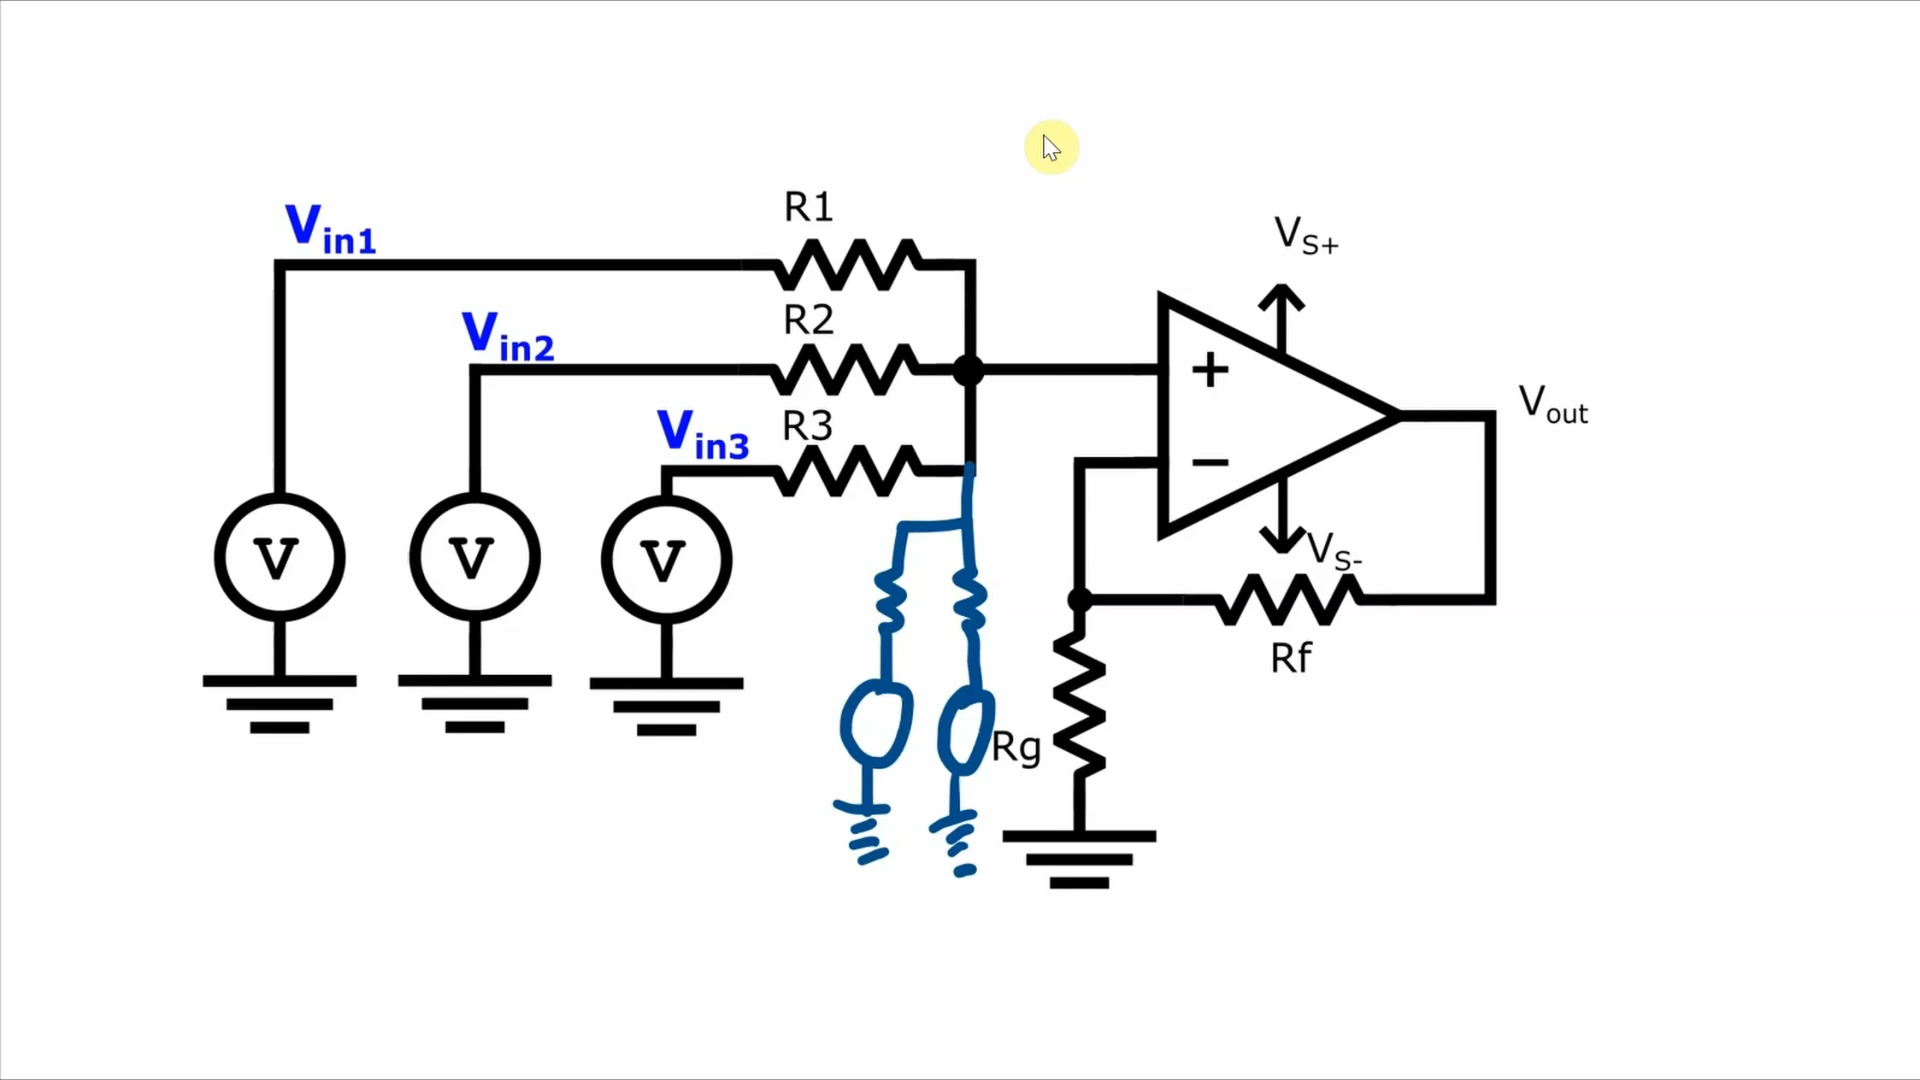 R1
Vin1
VS+
R2
Vin2
+
Vout
R3
Vin3
−
V
V
V
VS-
Rf
Rg